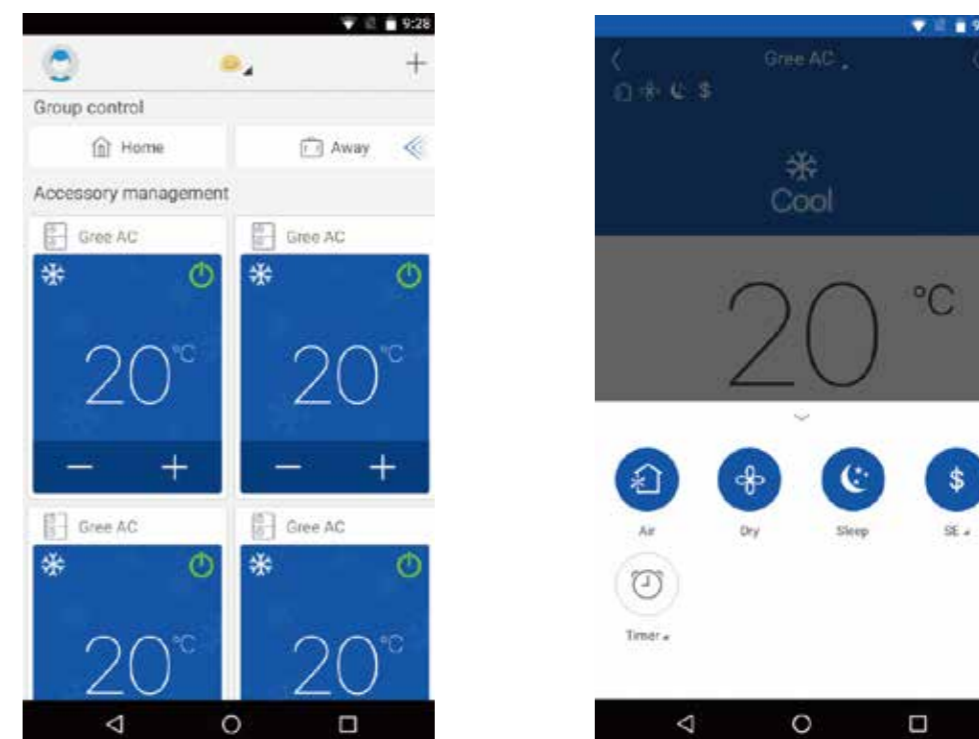 9:28
Group control
Home
Away
Accessory management
Gree AC
Gree AC
20°C
20°C
Gree AC
Gree AC
20°C
20°C
Gree AC
$
Cool
20 °C
$
Air
Dry
Sleep
SE
Timer